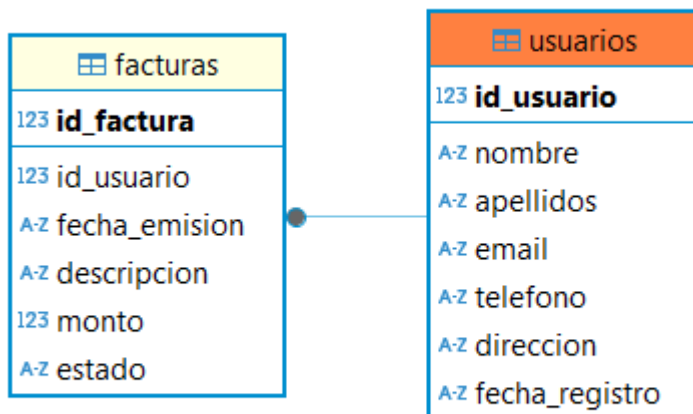 facturas
123 id_factura
123 id_usuario
A-Z fecha_emision
A-Z descripcion
123 monto
A-Z estado
usuarios
123 id_usuario
A-Z nombre
A-Z apellidos
A-Z email
A-Z telefono
A-Z direccion
A-Z fecha_registro